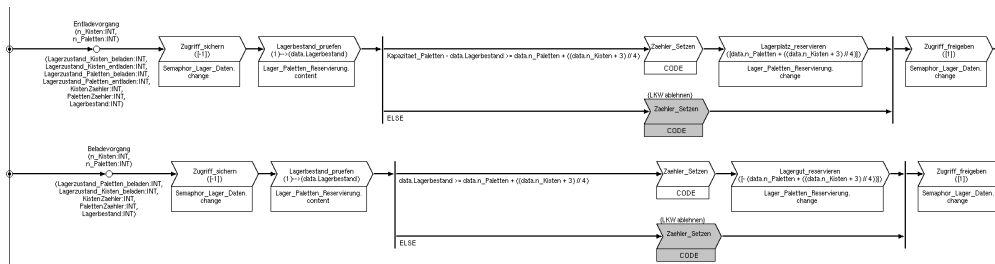 Entladevorgang
(n_Kisten:INT,
n_Paletten:INT)
(Lagerzustand_Kisten_beladen:INT,
Lagerzustand_Kisten_entladen:INT,
Lagerzustand_Paletten_beladen:INT,
Lagerzustand_Paletten_entladen:INT,
KistenZaehler:INT,
PalettenZaehler:INT,
Lagerbestand:INT)
Zugriff_sichern
([-1])
Semaphor_Lager_Daten.
change
Lagerbestand_pruefen
(1)-->(data.Lagerbestand)
Lager_Paletten_Reservierung.
content
Kapazitaet_Paletten - data.Lagerbestand >= data.n_Paletten + ((data.n_Kisten + 3) // 4)
Zaehler_Setzen
CODE
Lagerplatz_reservieren
([data.n_Paletten + ((data.n_Kisten + 3) // 4)])
Lager_Paletten_Reservierung.
change
Zugriff_freigeben
([1])
Semaphor_Lager_Daten.
change
ELSE
(LKW ablehnen)
Zaehler_Setzen
CODE
Beladevorgang
(n_Kisten:INT,
n_Paletten:INT)
(Lagerzustand_Paletten_beladen:INT,
Lagerzustand_Kisten_beladen:INT,
KistenZaehler:INT,
PalettenZaehler:INT,
Lagerbestand:INT)
Zugriff_sichern
([-1])
Semaphor_Lager_Daten.
change
Lagerbestand_pruefen
(1)-->(data.Lagerbestand)
Lager_Paletten_Reservierung.
content
data.Lagerbestand >= data.n_Paletten + ((data.n_Kisten + 3) // 4)
Zaehler_Setzen
CODE
Lagergut_reservieren
([- (data.n_Paletten + ((data.n_Kisten + 3) // 4))])
Lager_Paletten_Reservierung.
change
Zugriff_freigeben
([1])
Semaphor_Lager_Daten.
change
ELSE
(LKW ablehnen)
Zaehler_Setzen
CODE